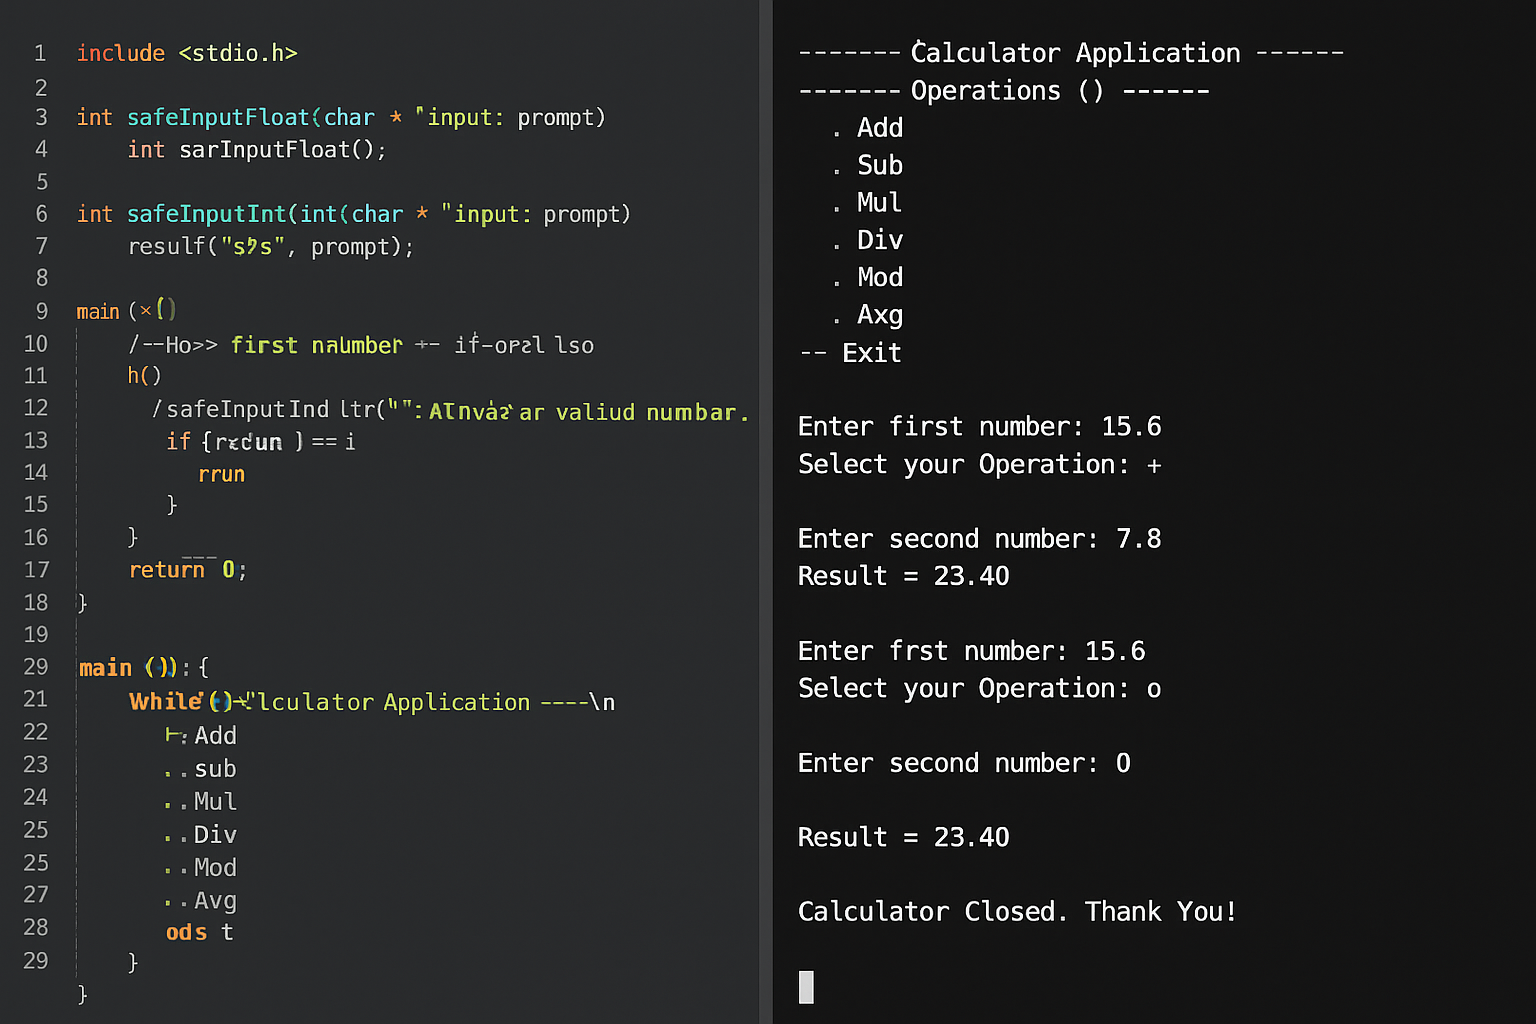 1 include <stdio.h>
2
3 int safeInputFloat(char * "input: prompt)
4 int sarInputFloat();
5
6 int safeInputInt(int(char * "input: prompt)
7 resulf(" ", prompt);
8
9 main (×()
10 /--Ho>> first naumber -- lso
11 h()
12 /safeInputInd ltr("": ar valiud numbar.
13 if { ) == i
14 rrun
15 }
16 }
17 return 0;
18 }
19
29 main ()): {
21 While ()"lculator Application ----\n
22 Add
23 ..sub
24 ..Mul
25 ..Div
25 ..Mod
27 ..Avg
28 ods t
29 }
}
------- Calculator Application ------
------- Operations () ------
. Add
. Sub
. Mul
. Div
. Mod
. Axg
-- Exit
Enter first number: 15.6
Select your Operation: +
Enter second number: 7.8
Result = 23.40
Enter frst number: 15.6
Select your Operation: o
Enter second number: 0
Result = 23.40
Calculator Closed. Thank You!